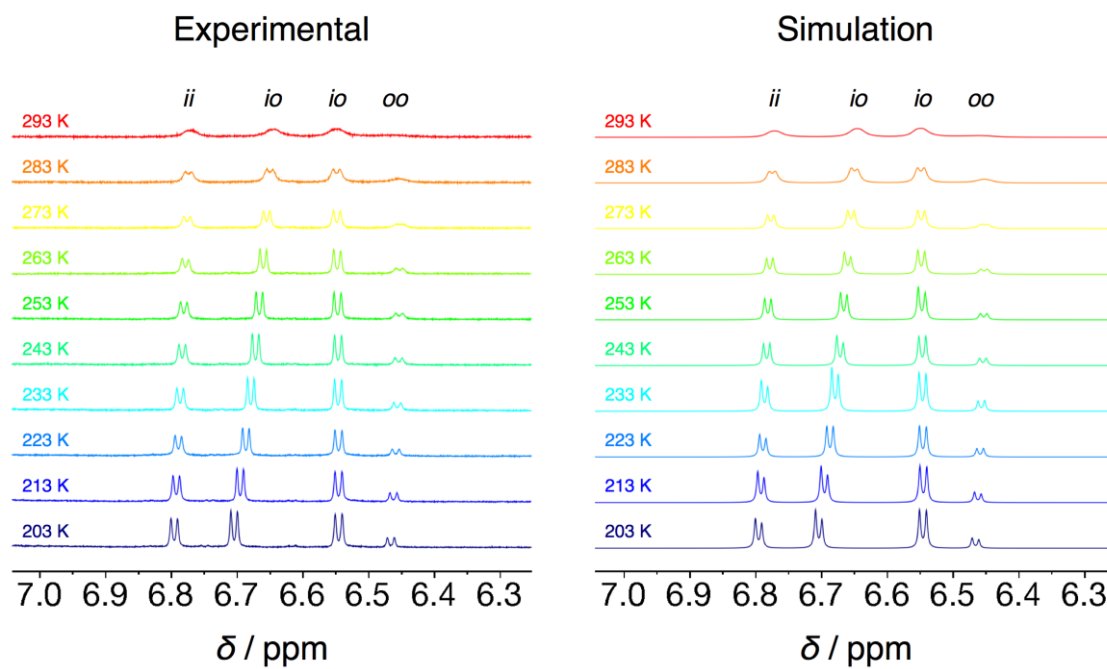 Experimental
Simulation
ii io io oo
293 K
283 K
273 K
263 K
253 K
243 K
233 K
223 K
213 K
203 K
7.0 6.9 6.8 6.7 6.6 6.5 6.4 6.3
δ / ppm
ii io io oo
293 K
283 K
273 K
263 K
253 K
243 K
233 K
223 K
213 K
203 K
7.0 6.9 6.8 6.7 6.6 6.5 6.4 6.3
δ / ppm